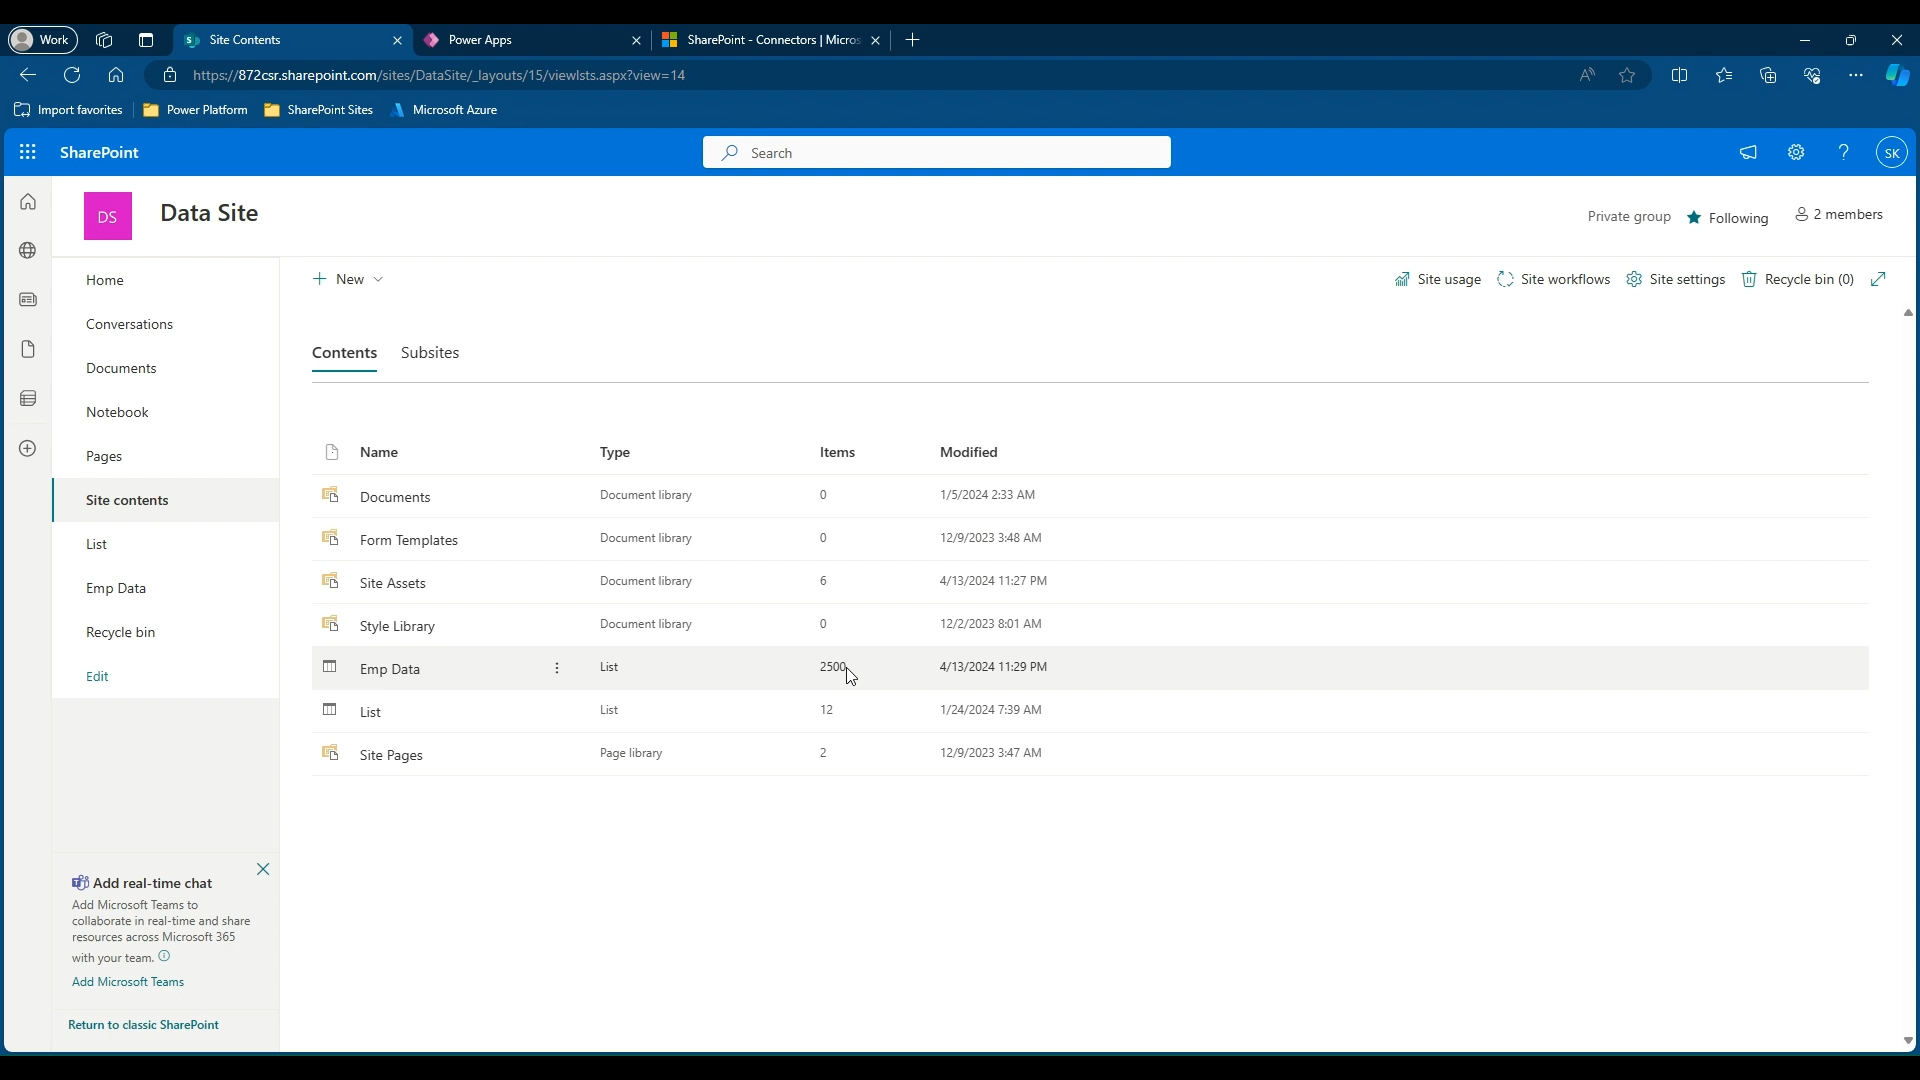 Work
Site Contents
Power Apps
SharePoint - Connectors | Micros
https://872csr.sharepoint.com/sites/DataSite/_layouts/15/viewlsts.aspx?view=14
Import favorites
Power Platform
SharePoint Sites
Microsoft Azure
SharePoint
Search
SK
DS
Data Site
Private group
Following
2 members
Home
Conversations
Documents
Notebook
Pages
Site contents
List
Emp Data
Recycle bin
Edit
New
Site usage
Site workflows
Site settings
Recycle bin (0)
Contents
Subsites
Name Type Items Modified
Documents Document library 0 1/5/2024 2:33 AM
Form Templates Document library 0 12/9/2023 3:48 AM
Site Assets Document library 6 4/13/2024 11:27 PM
Style Library Document library 0 12/2/2023 8:01 AM
Emp Data List 2500 4/13/2024 11:29 PM
List List 12 1/24/2024 7:39 AM
Site Pages Page library 2 12/9/2023 3:47 AM
Add real-time chat
Add Microsoft Teams to
collaborate in real-time and share
resources across Microsoft 365
with your team.
Add Microsoft Teams
Return to classic SharePoint